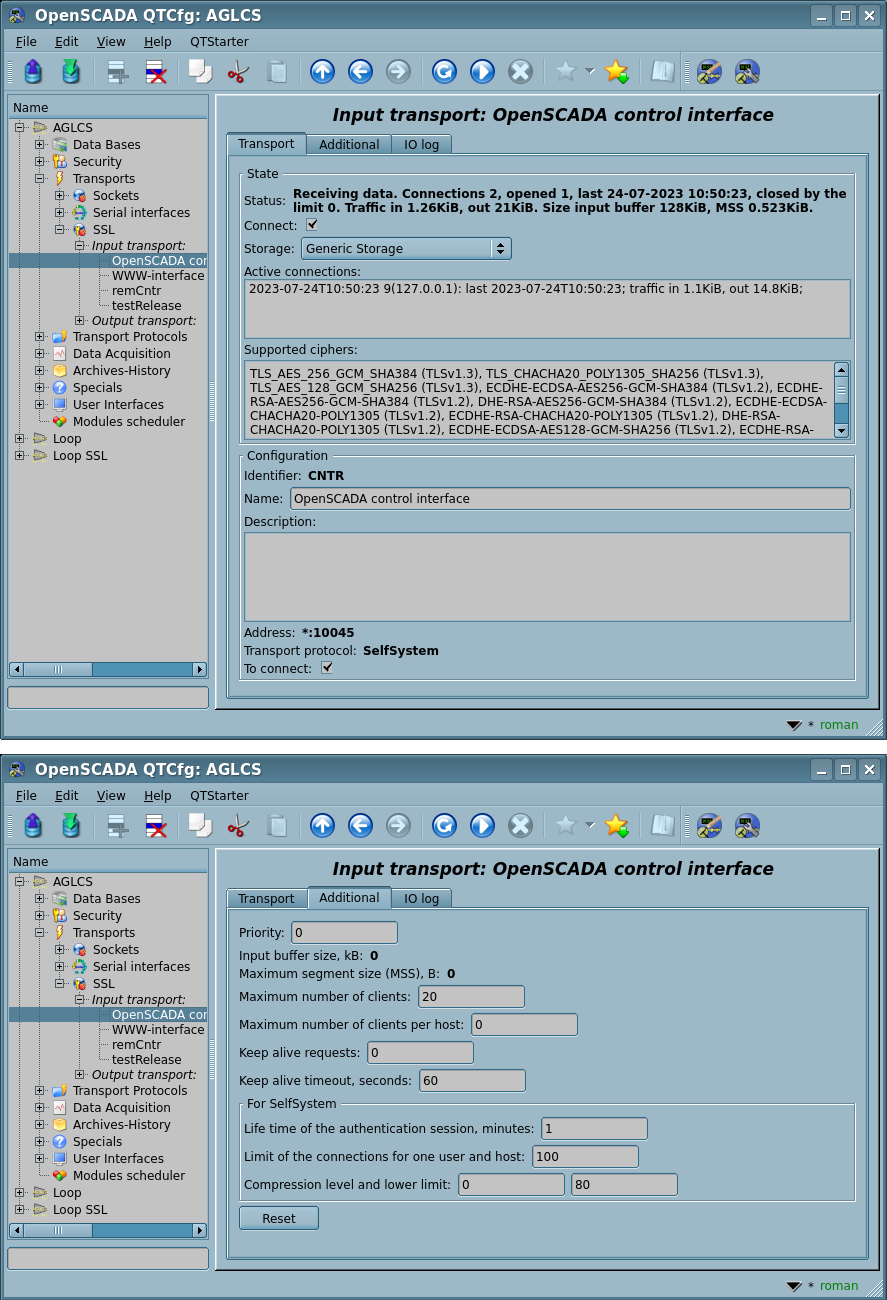 OpenSCADA QTCfg: AGLCS
File Edit View Help QTStarter
Name
AGLCS
Data Bases
Security
Transports
Sockets
Serial interfaces
SSL
Input transport:
OpenSCADA cor
WWW-interface
remCntr
testRelease
Output transport:
Transport Protocols
Data Acquisition
Archives-History
Specials
User Interfaces
Modules scheduler
Loop
Loop SSL
Input transport: OpenSCADA control interface
Transport Additional IO log
State
Status: Receiving data. Connections 2, opened 1, last 24-07-2023 10:50:23, closed by the
limit 0. Traffic in 1.26KiB, out 21KiB. Size input buffer 128KiB, MSS 0.523KiB.
Connect:
Storage: Generic Storage
Active connections:
2023-07-24T10:50:23 9(127.0.0.1): last 2023-07-24T10:50:23; traffic in 1.1KiB, out 14.8KiB;
Supported ciphers:
TLS_AES_256_GCM_SHA384 (TLSv1.3), TLS_CHACHA20_POLY1305_SHA256 (TLSv1.3),
TLS_AES_128_GCM_SHA256 (TLSv1.3), ECDHE-ECDSA-AES256-GCM-SHA384 (TLSv1.2), ECDHE-
RSA-AES256-GCM-SHA384 (TLSv1.2), DHE-RSA-AES256-GCM-SHA384 (TLSv1.2), ECDHE-ECDSA-
CHACHA20-POLY1305 (TLSv1.2), ECDHE-RSA-CHACHA20-POLY1305 (TLSv1.2), DHE-RSA-
CHACHA20-POLY1305 (TLSv1.2), ECDHE-ECDSA-AES128-GCM-SHA256 (TLSv1.2), ECDHE-RSA-
Configuration
Identifier: CNTR
Name: OpenSCADA control interface
Description:
Address: *:10045
Transport protocol: SelfSystem
To connect:
* roman
OpenSCADA QTCfg: AGLCS
File Edit View Help QTStarter
Name
AGLCS
Data Bases
Security
Transports
Sockets
Serial interfaces
SSL
Input transport:
OpenSCADA cor
WWW-interface
remCntr
testRelease
Output transport:
Transport Protocols
Data Acquisition
Archives-History
Specials
User Interfaces
Modules scheduler
Loop
Loop SSL
Input transport: OpenSCADA control interface
Transport Additional IO log
Priority: 0
Input buffer size, kB: 0
Maximum segment size (MSS), B: 0
Maximum number of clients: 20
Maximum number of clients per host: 0
Keep alive requests: 0
Keep alive timeout, seconds: 60
For SelfSystem
Life time of the authentication session, minutes: 1
Limit of the connections for one user and host: 100
Compression level and lower limit: 0 80
Reset
* roman